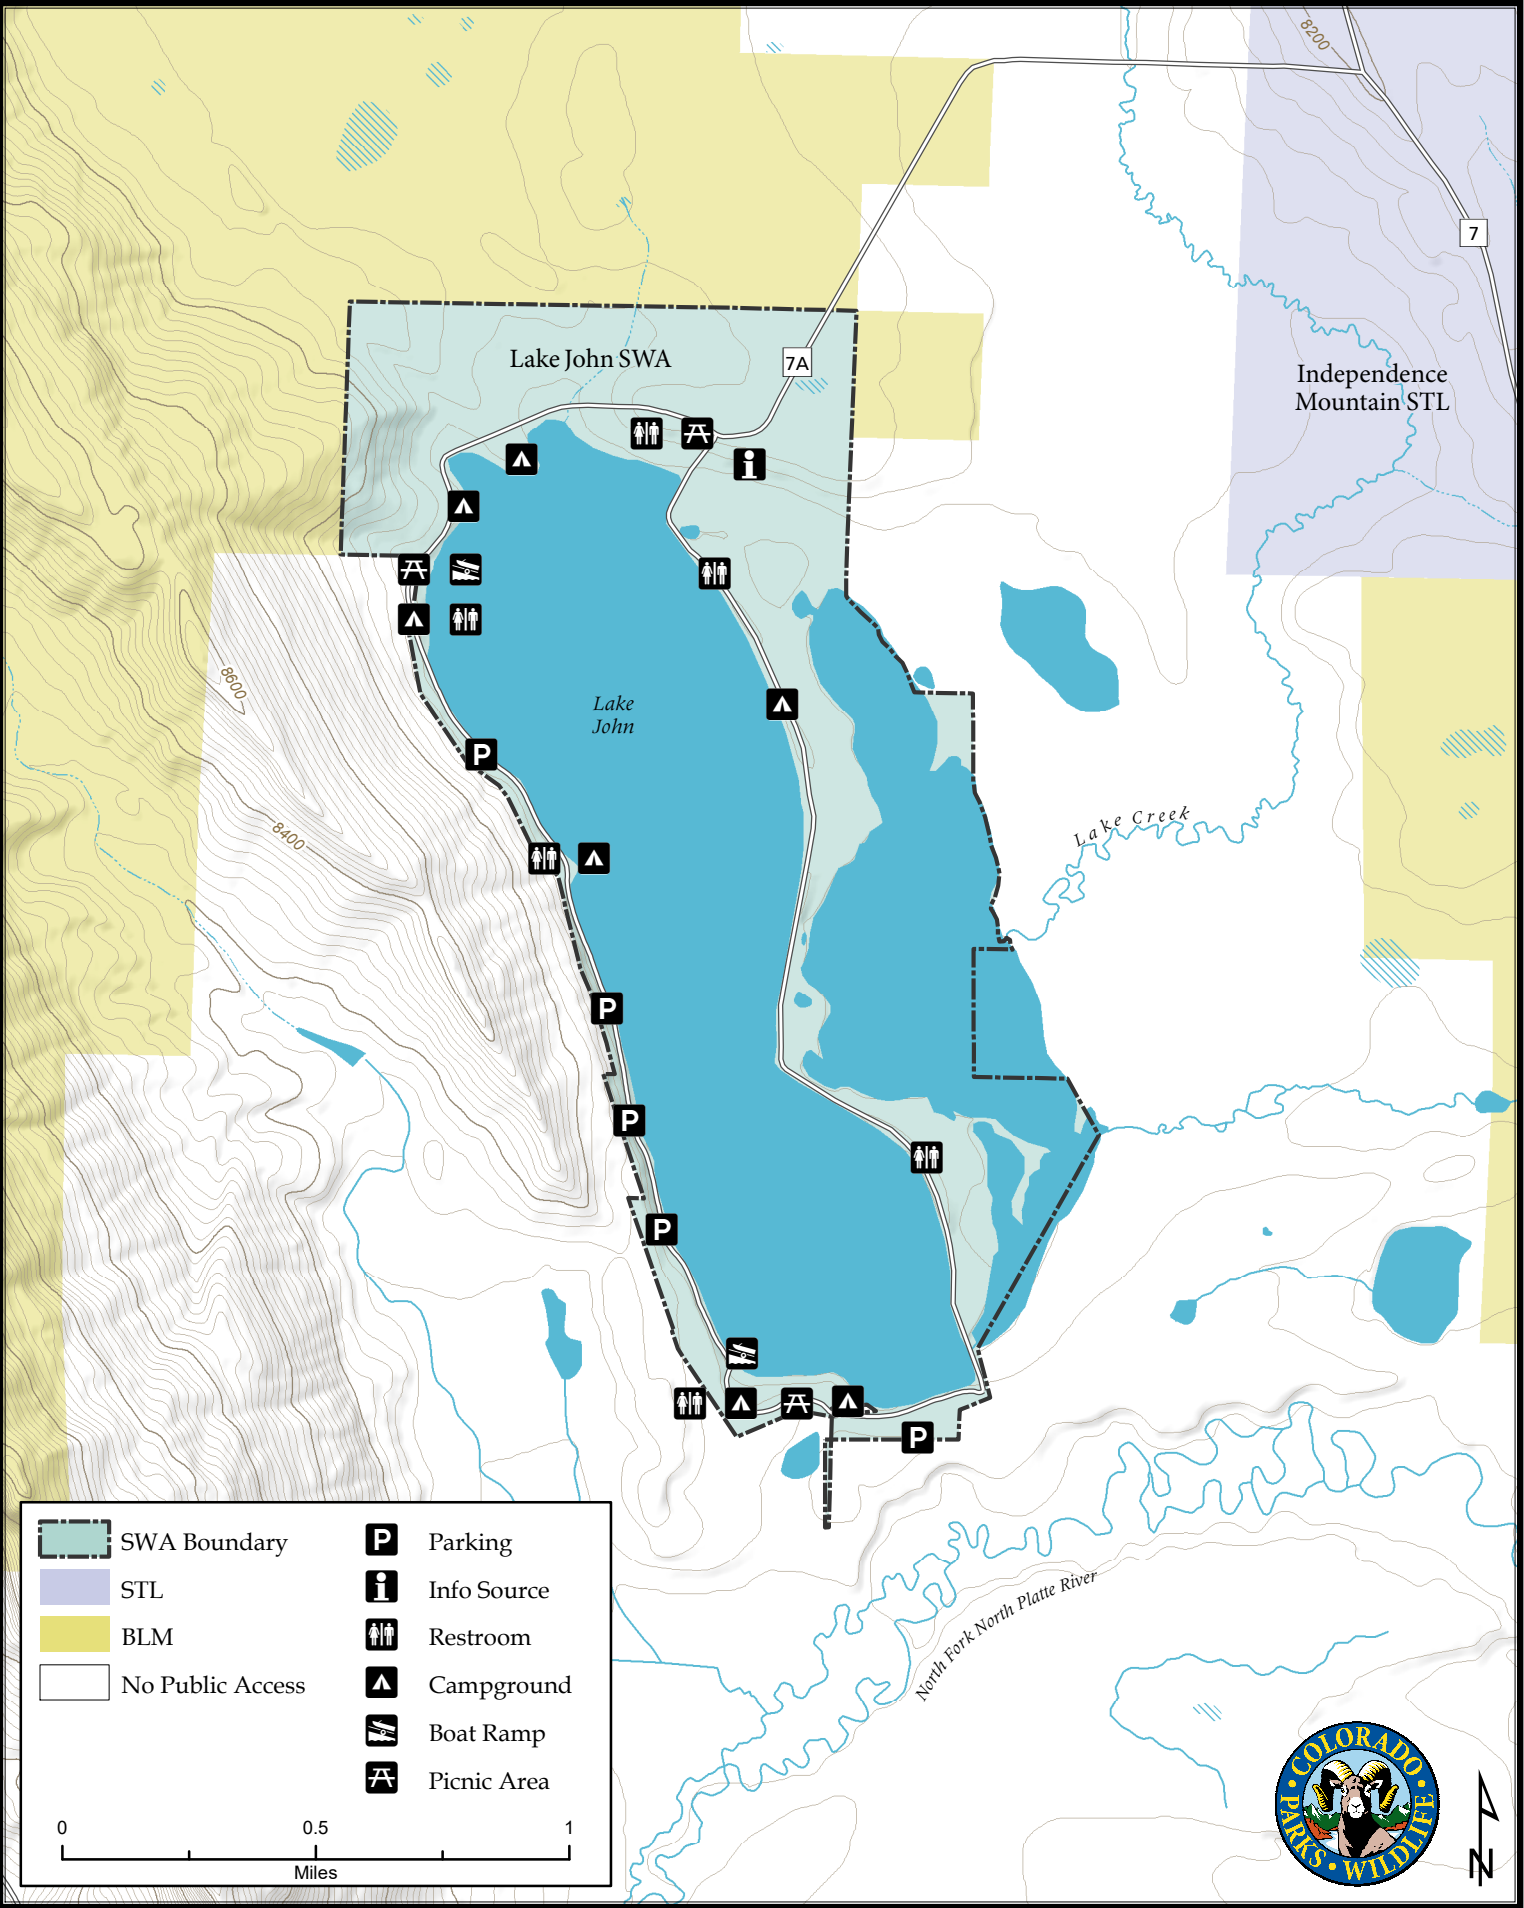 8200
7
Lake John SWA
7A
Independence
Mountain STL
8600
Lake
John
8400
Lake Creek
P
P
P
P
P
North Fork North Platte River
SWA Boundary
STL
BLM
No Public Access
P Parking
i Info Source
Restroom
Campground
Boat Ramp
Picnic Area
0 0.5 1
Miles
COLORADO
PARKS • WILDLIFE
N